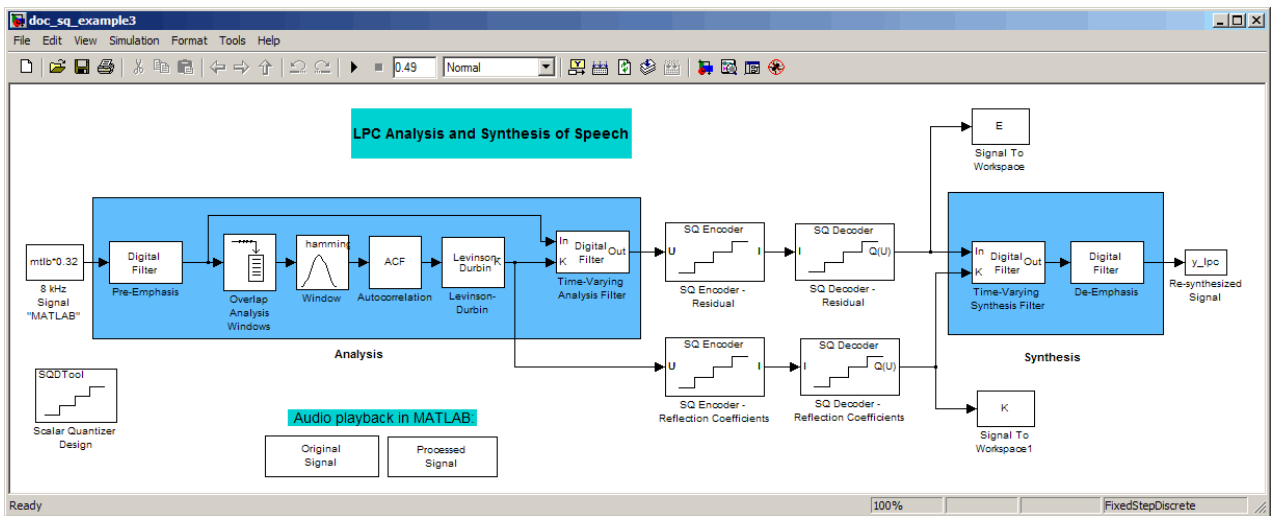 doc_sq_example3
File Edit View Simulation Format Tools Help
0.49 Normal
LPC Analysis and Synthesis of Speech
E
Signal To
Workspace
mtlb*0.32
8 kHz
Signal
"MATLAB"
Digital
Filter
Pre-Emphasis
Overlap
Analysis
Windows
hamming
Window
ACF
Autocorrelation
Levinson
Durbin
K
Levinson-
Durbin
In
K
Digital
Filter
Out
Time-Varying
Analysis Filter
Analysis
SQ Encoder
U I
SQ Encoder -
Residual
SQ Decoder
I Q(U)
SQ Decoder -
Residual
In
K
Digital
Filter
Out
Time-Varying
Synthesis Filter
Digital
Filter
De-Emphasis
Synthesis
y_lpc
Re-synthesized
Signal
SQ Encoder
U I
SQ Encoder -
Reflection Coefficients
SQ Decoder
I Q(U)
SQ Decoder -
Reflection Coefficients
K
Signal To
Workspace1
SQDTool
Scalar Quantizer
Design
Audio playback in MATLAB:
Original
Signal
Processed
Signal
Ready 100% FixedStepDiscrete